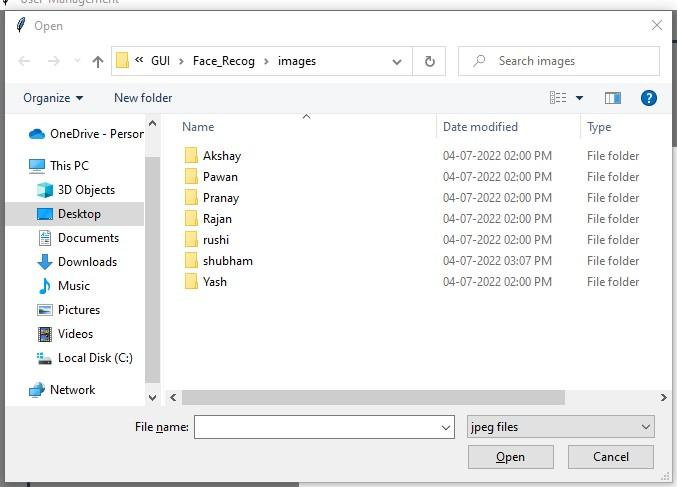 User Management
Open
« GUI › Face_Recog › images
Search images
Organize
New folder
Name Date modified Type
OneDrive - Person
This PC
3D Objects
Desktop
Documents
Downloads
Music
Pictures
Videos
Local Disk (C:)
Network
Akshay 04-07-2022 02:00 PM File folder
Pawan 04-07-2022 02:00 PM File folder
Pranay 04-07-2022 02:00 PM File folder
Rajan 04-07-2022 02:00 PM File folder
rushi 04-07-2022 02:00 PM File folder
shubham 04-07-2022 03:07 PM File folder
Yash 04-07-2022 02:00 PM File folder
File name:
jpeg files
Open
Cancel